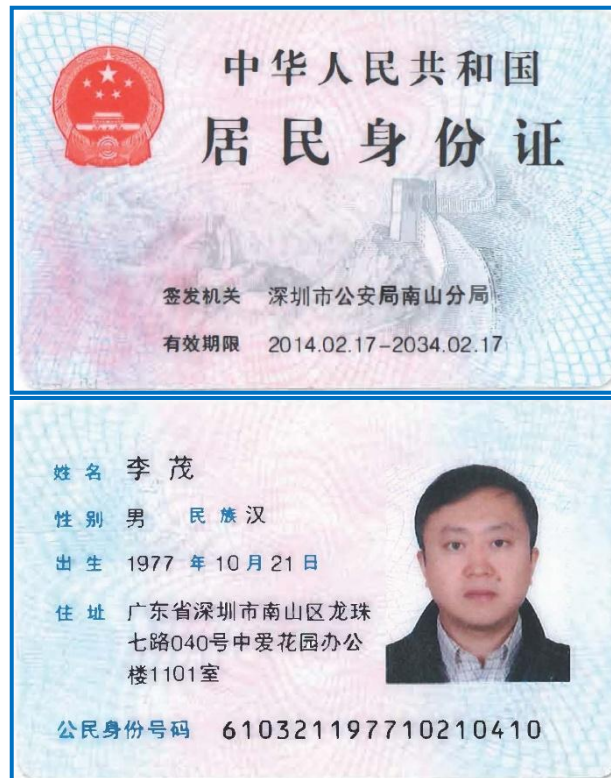 中华人民共和国
居民身份证
签发机关 深圳市公安局南山分局
有效期限 2014.02.17-2034.02.17
姓名 李茂
性别 男 民族 汉
出生 1977 年 10 月 21 日
住址 广东省深圳市南山区龙珠
七路040号中爱花园办公
楼1101室
公民身份号码 610321197710210410